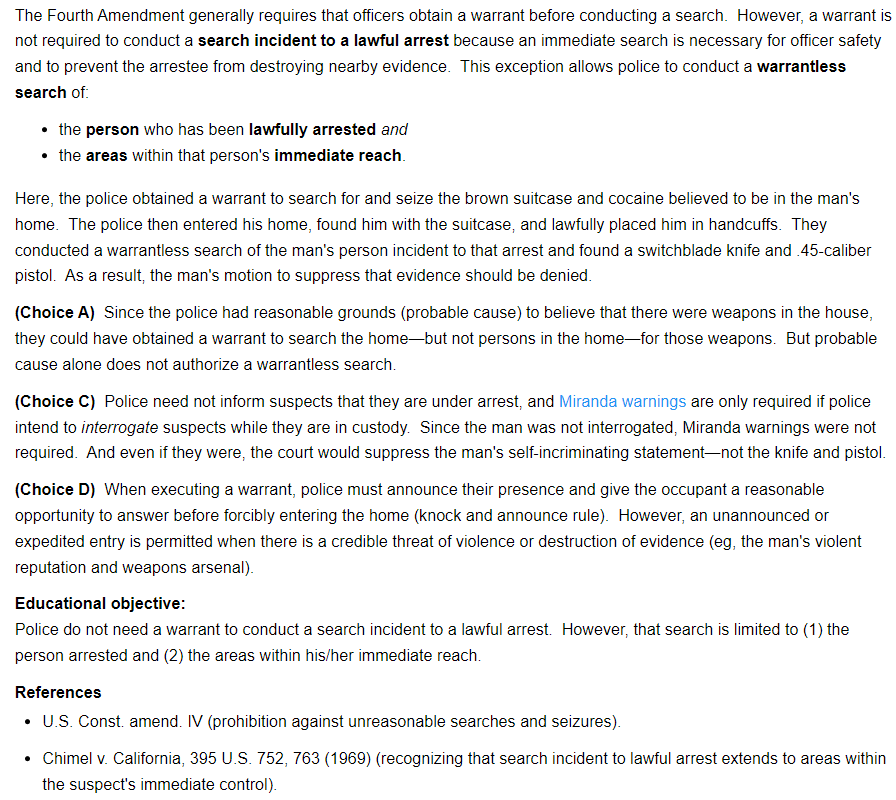 The Fourth Amendment generally requires that officers obtain a warrant before conducting a search.  However, a warrant is
not required to conduct a search incident to a lawful arrest because an immediate search is necessary for officer safety
and to prevent the arrestee from destroying nearby evidence.  This exception allows police to conduct a warrantless
search of:
• the person who has been lawfully arrested and
• the areas within that person's immediate reach.
Here, the police obtained a warrant to search for and seize the brown suitcase and cocaine believed to be in the man's
home.  The police then entered his home, found him with the suitcase, and lawfully placed him in handcuffs.  They
conducted a warrantless search of the man's person incident to that arrest and found a switchblade knife and .45-caliber
pistol.  As a result, the man's motion to suppress that evidence should be denied.
(Choice A)  Since the police had reasonable grounds (probable cause) to believe that there were weapons in the house,
they could have obtained a warrant to search the home—but not persons in the home—for those weapons.  But probable
cause alone does not authorize a warrantless search.
(Choice C)  Police need not inform suspects that they are under arrest, and Miranda warnings are only required if police
intend to interrogate suspects while they are in custody.  Since the man was not interrogated, Miranda warnings were not
required.  And even if they were, the court would suppress the man's self-incriminating statement—not the knife and pistol.
(Choice D)  When executing a warrant, police must announce their presence and give the occupant a reasonable
opportunity to answer before forcibly entering the home (knock and announce rule).  However, an unannounced or
expedited entry is permitted when there is a credible threat of violence or destruction of evidence (eg, the man's violent
reputation and weapons arsenal).
Educational objective:
Police do not need a warrant to conduct a search incident to a lawful arrest.  However, that search is limited to (1) the
person arrested and (2) the areas within his/her immediate reach.
References
• U.S. Const. amend. IV (prohibition against unreasonable searches and seizures).
• Chimel v. California, 395 U.S. 752, 763 (1969) (recognizing that search incident to lawful arrest extends to areas within
the suspect's immediate control).